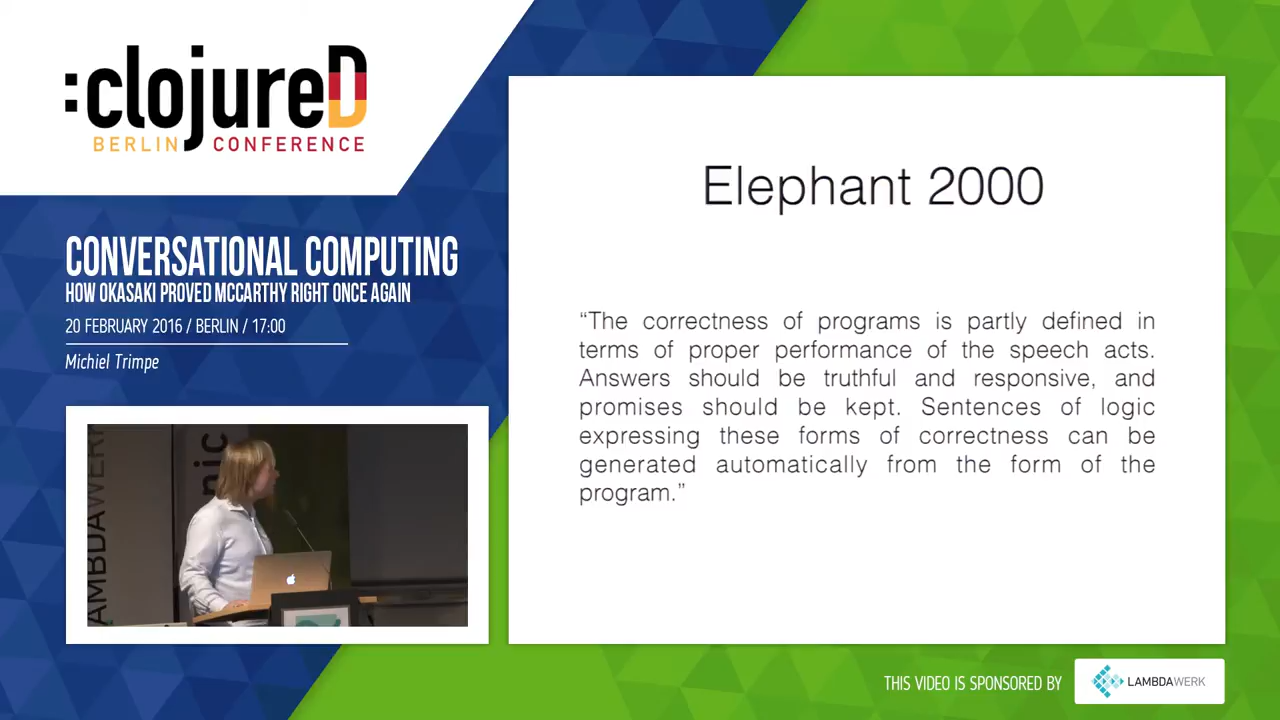 :clojureD
BERLIN CONFERENCE
CONVERSATIONAL COMPUTING
HOW OKASAKI PROVED MCCARTHY RIGHT ONCE AGAIN
20 FEBRUARY 2016 / BERLIN / 17:00
Michiel Trimpe
AMBDAWERK
nic
Elephant 2000
“The correctness of programs is partly defined in
terms of proper performance of the speech acts.
Answers should be truthful and responsive, and
promises should be kept. Sentences of logic
expressing these forms of correctness can be
generated automatically from the form of the
program.”
THIS VIDEO IS SPONSORED BY
LAMBDAWERK